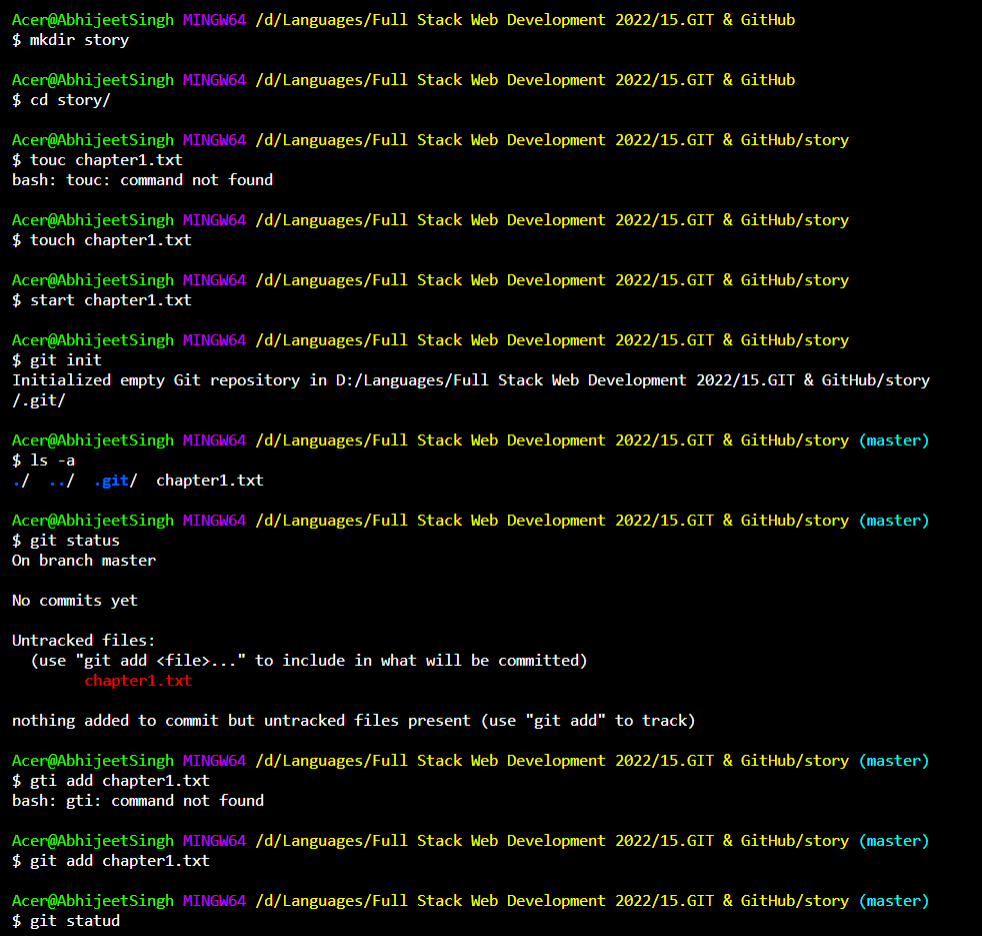 Acer@AbhijeetSingh MINGW64 /d/Languages/Full Stack Web Development 2022/15.GIT & GitHub
$ mkdir story
Acer@AbhijeetSingh MINGW64 /d/Languages/Full Stack Web Development 2022/15.GIT & GitHub
$ cd story/
Acer@AbhijeetSingh MINGW64 /d/Languages/Full Stack Web Development 2022/15.GIT & GitHub/story
$ touc chapter1.txt
bash: touc: command not found
Acer@AbhijeetSingh MINGW64 /d/Languages/Full Stack Web Development 2022/15.GIT & GitHub/story
$ touch chapter1.txt
Acer@AbhijeetSingh MINGW64 /d/Languages/Full Stack Web Development 2022/15.GIT & GitHub/story
$ start chapter1.txt
Acer@AbhijeetSingh MINGW64 /d/Languages/Full Stack Web Development 2022/15.GIT & GitHub/story
$ git init
Initialized empty Git repository in D:/Languages/Full Stack Web Development 2022/15.GIT & GitHub/story
/.git/
Acer@AbhijeetSingh MINGW64 /d/Languages/Full Stack Web Development 2022/15.GIT & GitHub/story (master)
$ ls -a
./  ../  .git/  chapter1.txt
Acer@AbhijeetSingh MINGW64 /d/Languages/Full Stack Web Development 2022/15.GIT & GitHub/story (master)
$ git status
On branch master
No commits yet
Untracked files:
  (use "git add <file>..." to include in what will be committed)
        chapter1.txt
nothing added to commit but untracked files present (use "git add" to track)
Acer@AbhijeetSingh MINGW64 /d/Languages/Full Stack Web Development 2022/15.GIT & GitHub/story (master)
$ gti add chapter1.txt
bash: gti: command not found
Acer@AbhijeetSingh MINGW64 /d/Languages/Full Stack Web Development 2022/15.GIT & GitHub/story (master)
$ git add chapter1.txt
Acer@AbhijeetSingh MINGW64 /d/Languages/Full Stack Web Development 2022/15.GIT & GitHub/story (master)
$ git statud